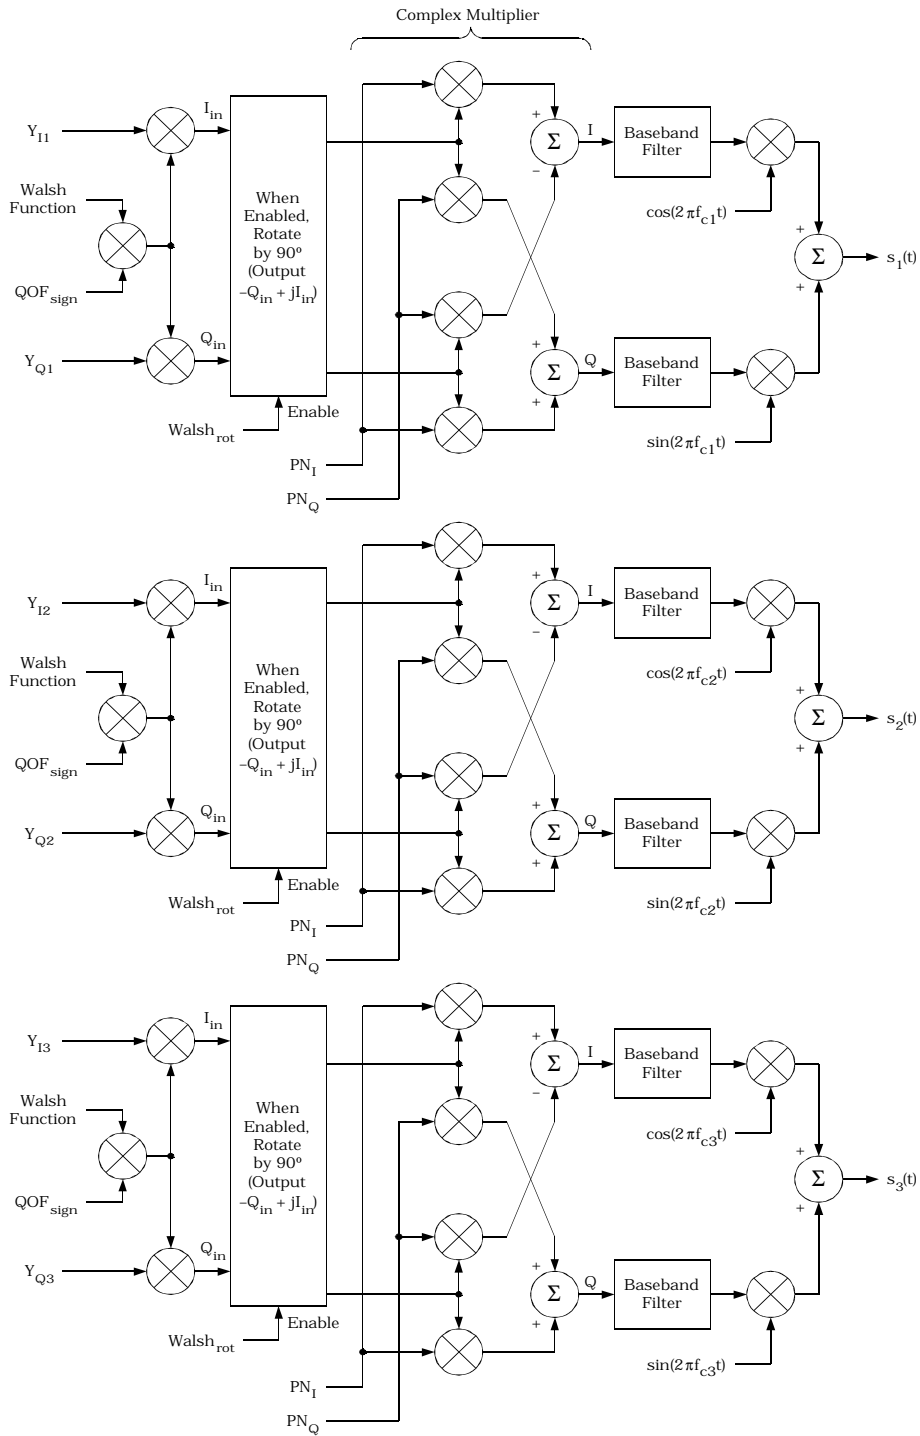 Complex Multiplier
Y_I1
I_in
Walsh
Function
QOF_sign
Y_Q1
Q_in
When
Enabled,
Rotate
by 90º
(Output
–Q_in + jI_in)
Walsh_rot
Enable
PN_I
PN_Q
+
Σ
–
I
Baseband
Filter
cos(2πf_c1t)
+
Σ
+
s_1(t)
+
Σ
+
Q
Baseband
Filter
sin(2πf_c1t)
Y_I2
I_in
Walsh
Function
QOF_sign
Y_Q2
Q_in
When
Enabled,
Rotate
by 90º
(Output
–Q_in + jI_in)
Walsh_rot
Enable
PN_I
PN_Q
+
Σ
–
I
Baseband
Filter
cos(2πf_c2t)
+
Σ
+
s_2(t)
+
Σ
+
Q
Baseband
Filter
sin(2πf_c2t)
Y_I3
I_in
Walsh
Function
QOF_sign
Y_Q3
Q_in
When
Enabled,
Rotate
by 90º
(Output
–Q_in + jI_in)
Walsh_rot
Enable
PN_I
PN_Q
+
Σ
–
I
Baseband
Filter
cos(2πf_c3t)
+
Σ
+
s_3(t)
+
Σ
+
Q
Baseband
Filter
sin(2πf_c3t)